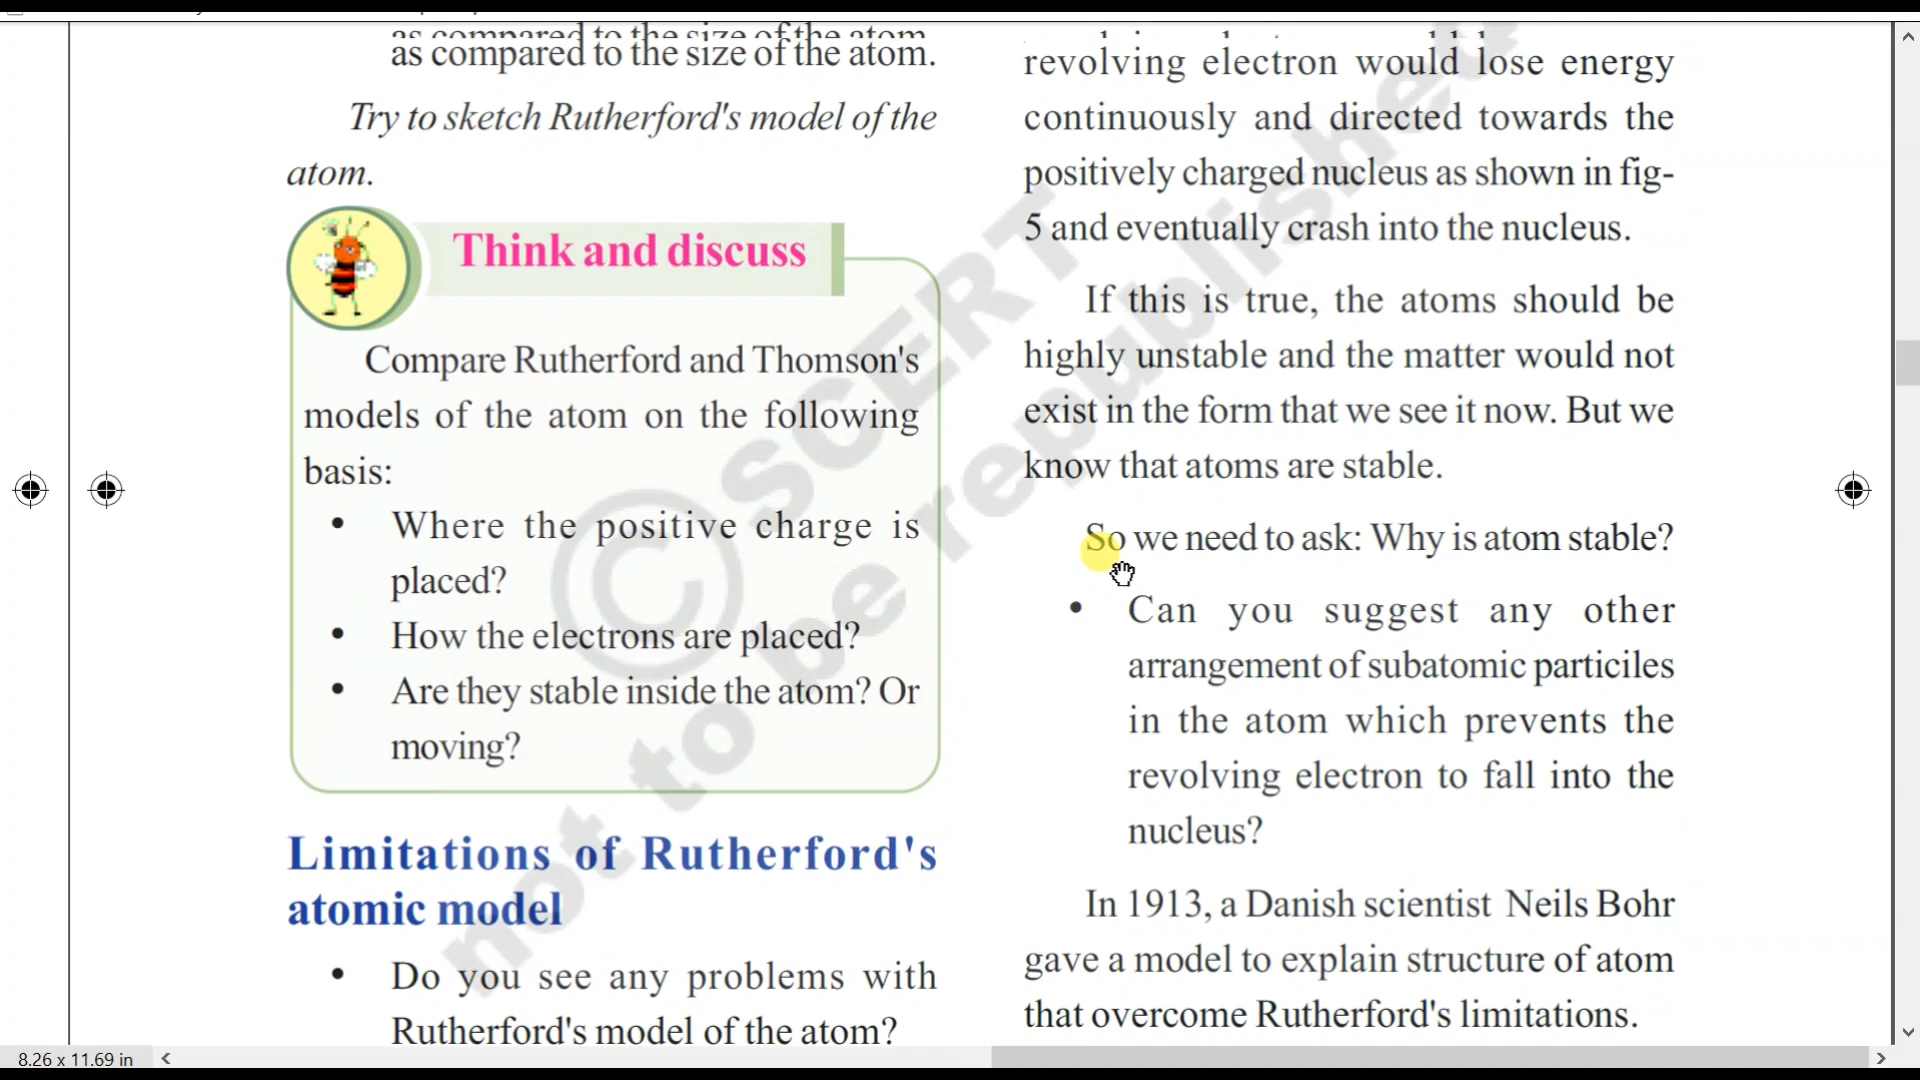 as compared to the size of the atom.
Try to sketch Rutherford's model of the
atom.
Think and discuss
Compare Rutherford and Thomson's
models of the atom on the following
basis:
• Where the positive charge is
placed?
• How the electrons are placed?
• Are they stable inside the atom? Or
moving?
Limitations of Rutherford's
atomic model
• Do you see any problems with
Rutherford's model of the atom?
revolving electron would lose energy
continuously and directed towards the
positively charged nucleus as shown in fig-
5 and eventually crash into the nucleus.
If this is true, the atoms should be
highly unstable and the matter would not
exist in the form that we see it now. But we
know that atoms are stable.
So we need to ask: Why is atom stable?
• Can you suggest any other
arrangement of subatomic particiles
in the atom which prevents the
revolving electron to fall into the
nucleus?
In 1913, a Danish scientist Neils Bohr
gave a model to explain structure of atom
that overcome Rutherford's limitations.
© SCERT
not to be republished
8.26 x 11.69 in